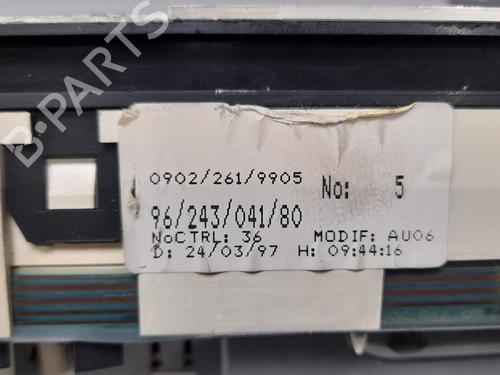 B-PARTS
0902/261/9905 No: 5
96/243/041/80
NoCTRL: 36 MODIF: AU06
D: 24/03/97 H: 09:44:16